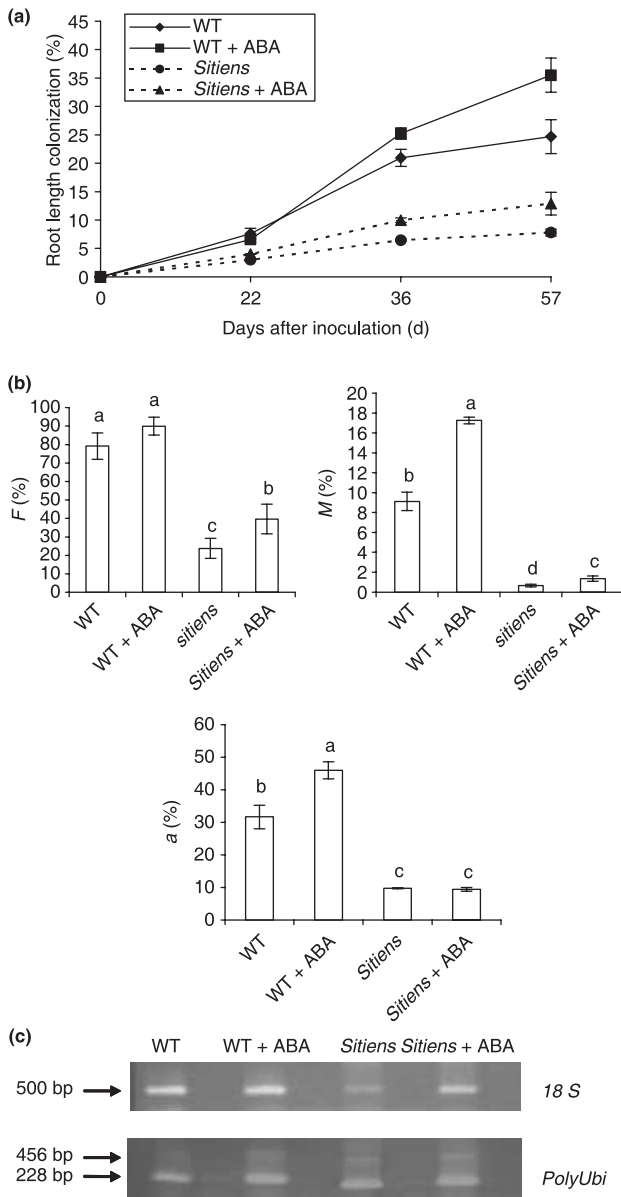 (a)
WT
WT + ABA
Sitiens
Sitiens + ABA
Root length colonization (%)
45
40
35
30
25
20
15
10
5
0
0 22 36 57
Days after inoculation (d)
(b)
F (%)
100
90
80
70
60
50
40
30
20
10
0
a a c b
WT WT + ABA sitiens Sitiens + ABA
M (%)
20
18
16
14
12
10
8
6
4
2
0
b a d c
WT WT + ABA sitiens Sitiens + ABA
a (%)
60
50
40
30
20
10
0
b a c c
WT WT + ABA Sitiens Sitiens + ABA
(c)
WT WT + ABA Sitiens Sitiens + ABA
500 bp 18 S
456 bp
228 bp PolyUbi